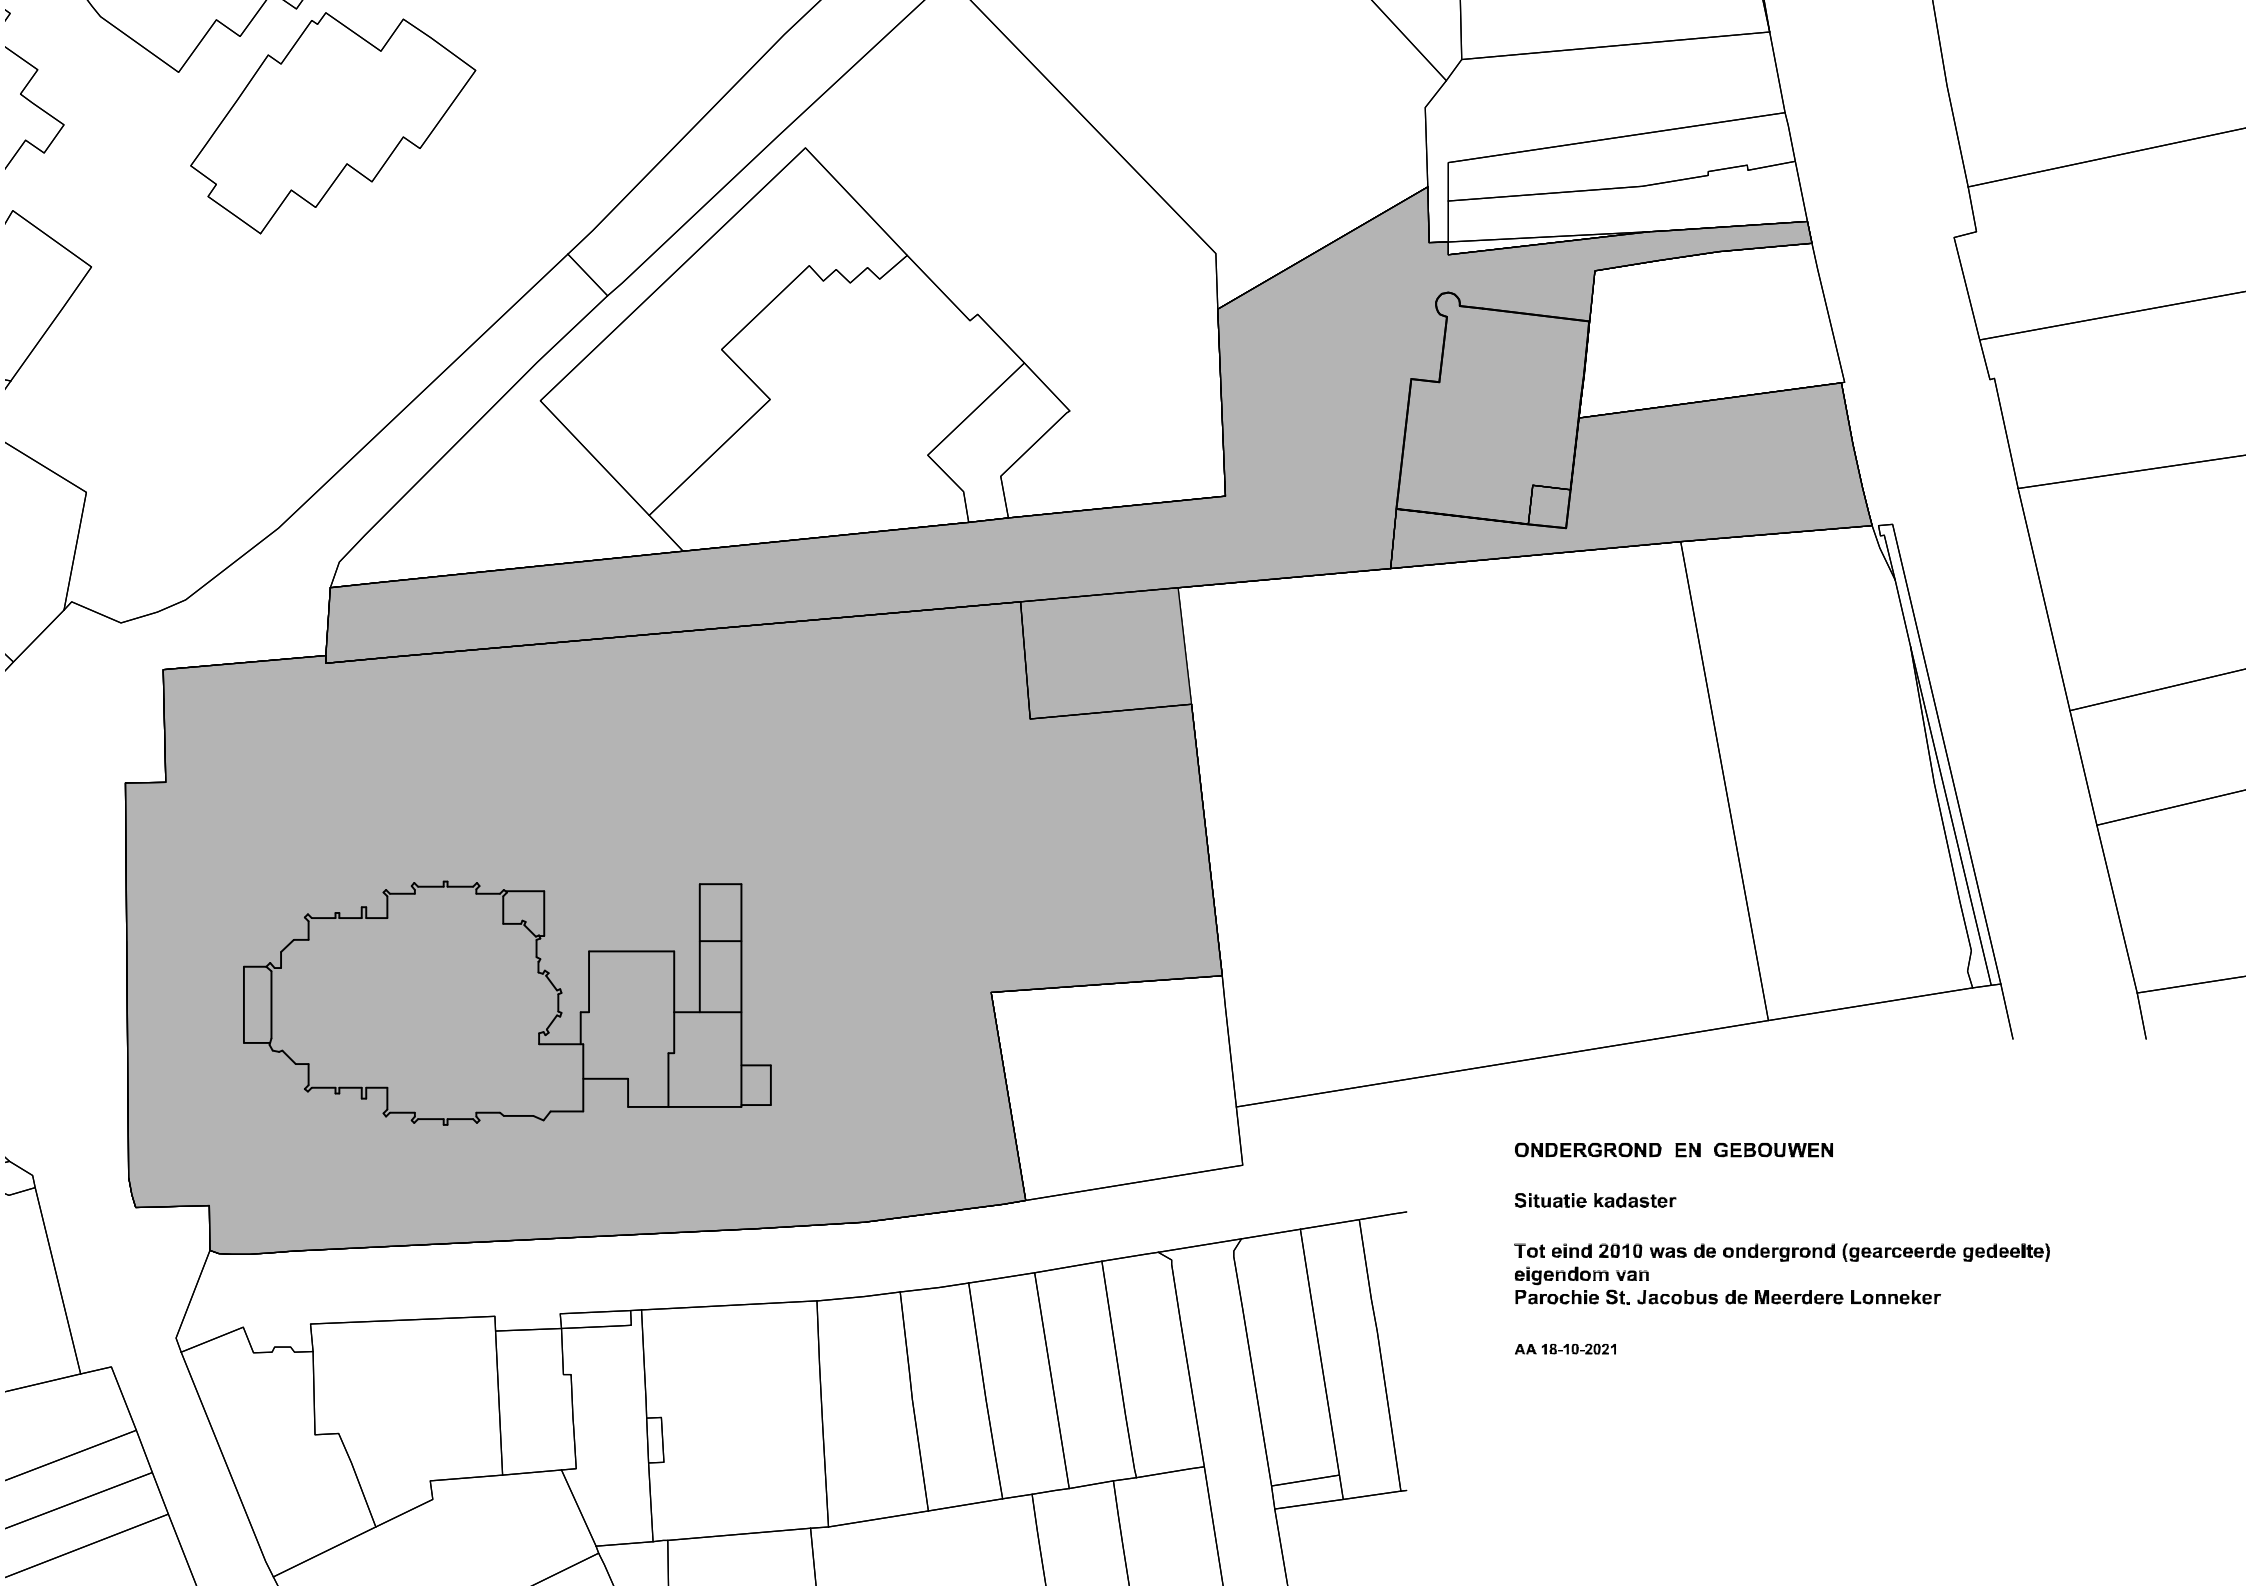 ONDERGROND EN GEBOUWEN
Situatie kadaster
Tot eind 2010 was de ondergrond (gearceerde gedeelte)
eigendom van
Parochie St. Jacobus de Meerdere Lonneker
AA 18-10-2021